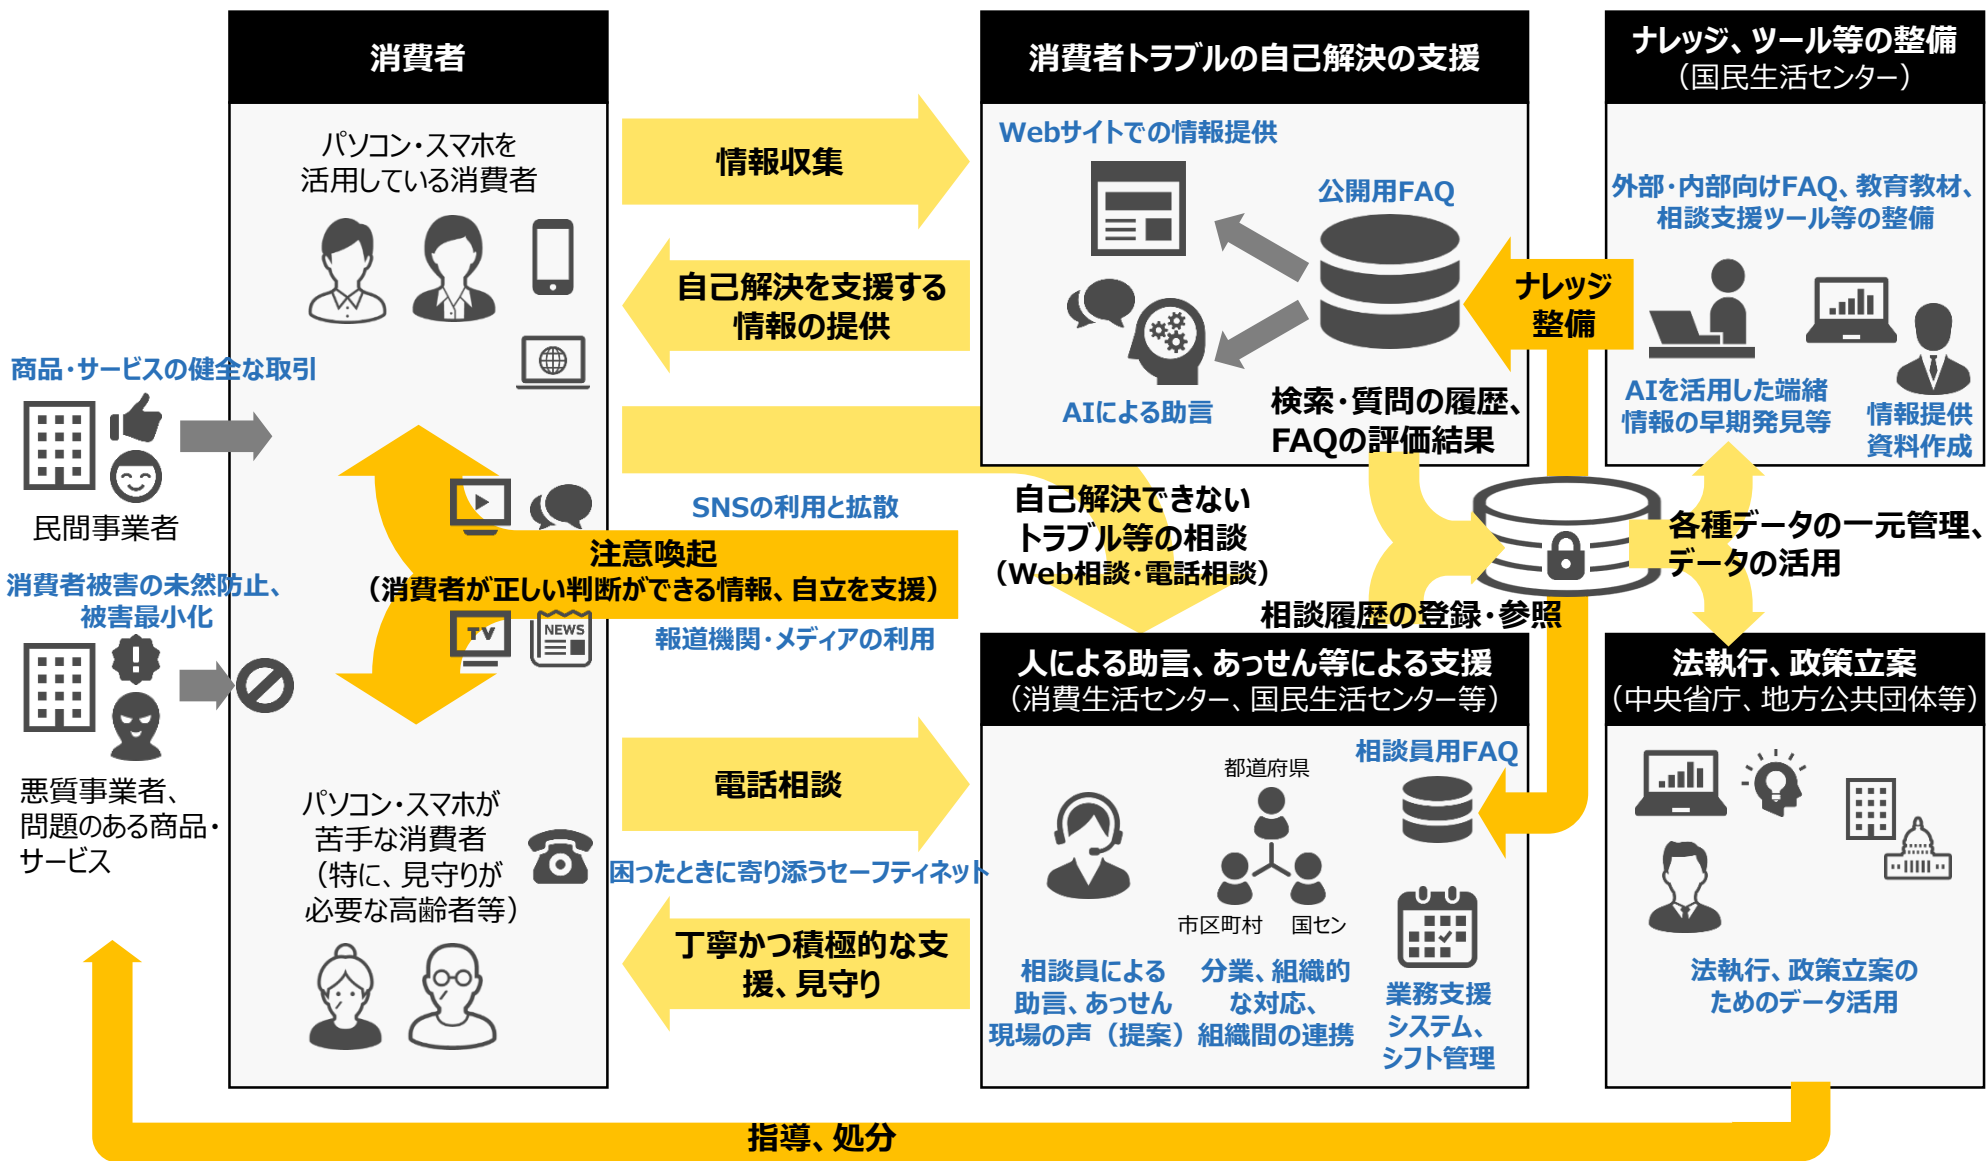 消費者
消費者トラブルの自己解決の支援
ナレッジ、ツール等の整備
（国民生活センター）
パソコン・スマホを
活用している消費者
情報収集
自己解決を支援する
情報の提供
Webサイトでの情報提供
公開用FAQ
AIによる助言
検索・質問の履歴、
FAQの評価結果
ナレッジ
整備
外部・内部向けFAQ、教育教材、
相談支援ツール等の整備
AIを活用した端緒
情報の早期発見等
情報提供
資料作成
商品・サービスの健全な取引
民間事業者
消費者被害の未然防止、
被害最小化
悪質事業者、
問題のある商品・
サービス
SNSの利用と拡散
注意喚起
（消費者が正しい判断ができる情報、自立を支援）
TV
NEWS
報道機関・メディアの利用
自己解決できない
トラブル等の相談
（Web相談・電話相談）
相談履歴の登録・参照
各種データの一元管理、
データの活用
パソコン・スマホが
苦手な消費者
（特に、見守りが
必要な高齢者等）
電話相談
困ったときに寄り添うセーフティネット
丁寧かつ積極的な支
援、見守り
人による助言、あっせん等による支援
（消費生活センター、国民生活センター等）
相談員用FAQ
都道府県
市区町村
国セン
相談員による
助言、あっせん
現場の声（提案）
分業、組織的
な対応、
組織間の連携
業務支援
システム、
シフト管理
法執行、政策立案
（中央省庁、地方公共団体等）
法執行、政策立案の
ためのデータ活用
指導、処分